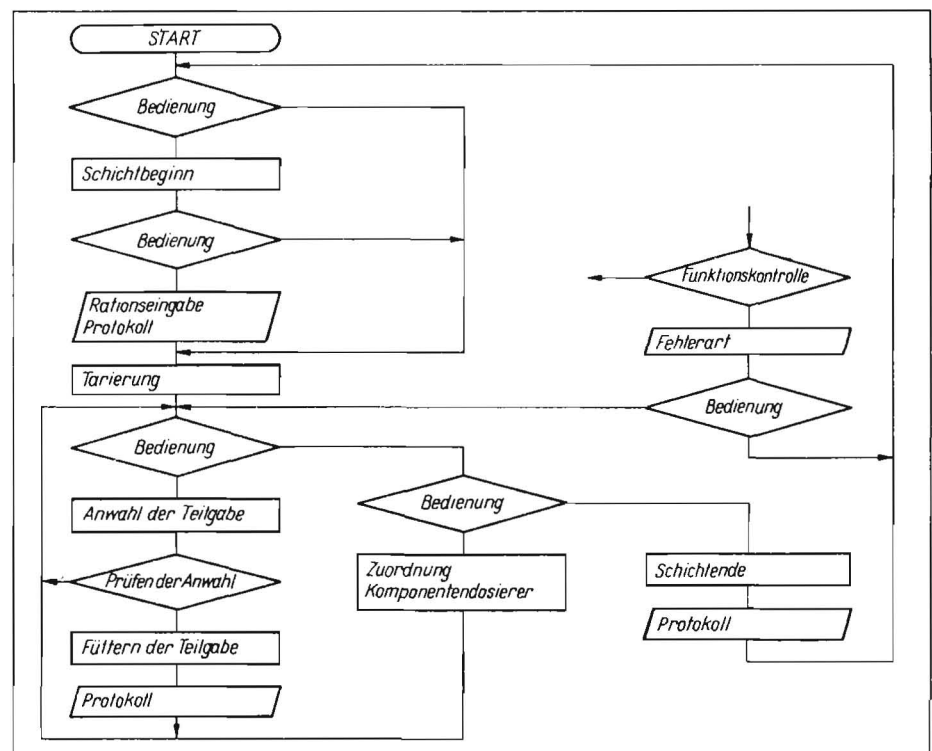 START
Bedienung
Schichtbeginn
Bedienung
Rationseingabe
Protokoll
Tarierung
Bedienung
Anwahl der Teilgabe
Prüfen der Anwahl
Füttern der Teilgabe
Protokoll
Bedienung
Zuordnung
Komponentendosierer
Funktionskontrolle
Fehlerart
Bedienung
Schichtende
Protokoll